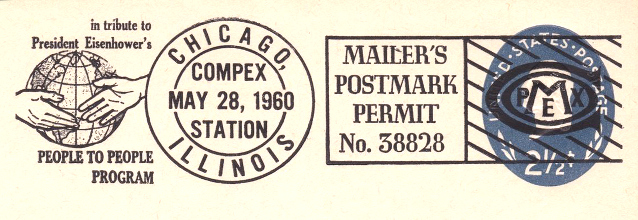 in tribute to
President Eisenhower's
PEOPLE TO PEOPLE
PROGRAM
CHICAGO,
COMPEX
MAY 28, 1960
STATION
ILLINOIS
MAILER'S
POSTMARK
PERMIT
No. 38828
UNITED·STATES·POSTAGE
PMEX
2½¢